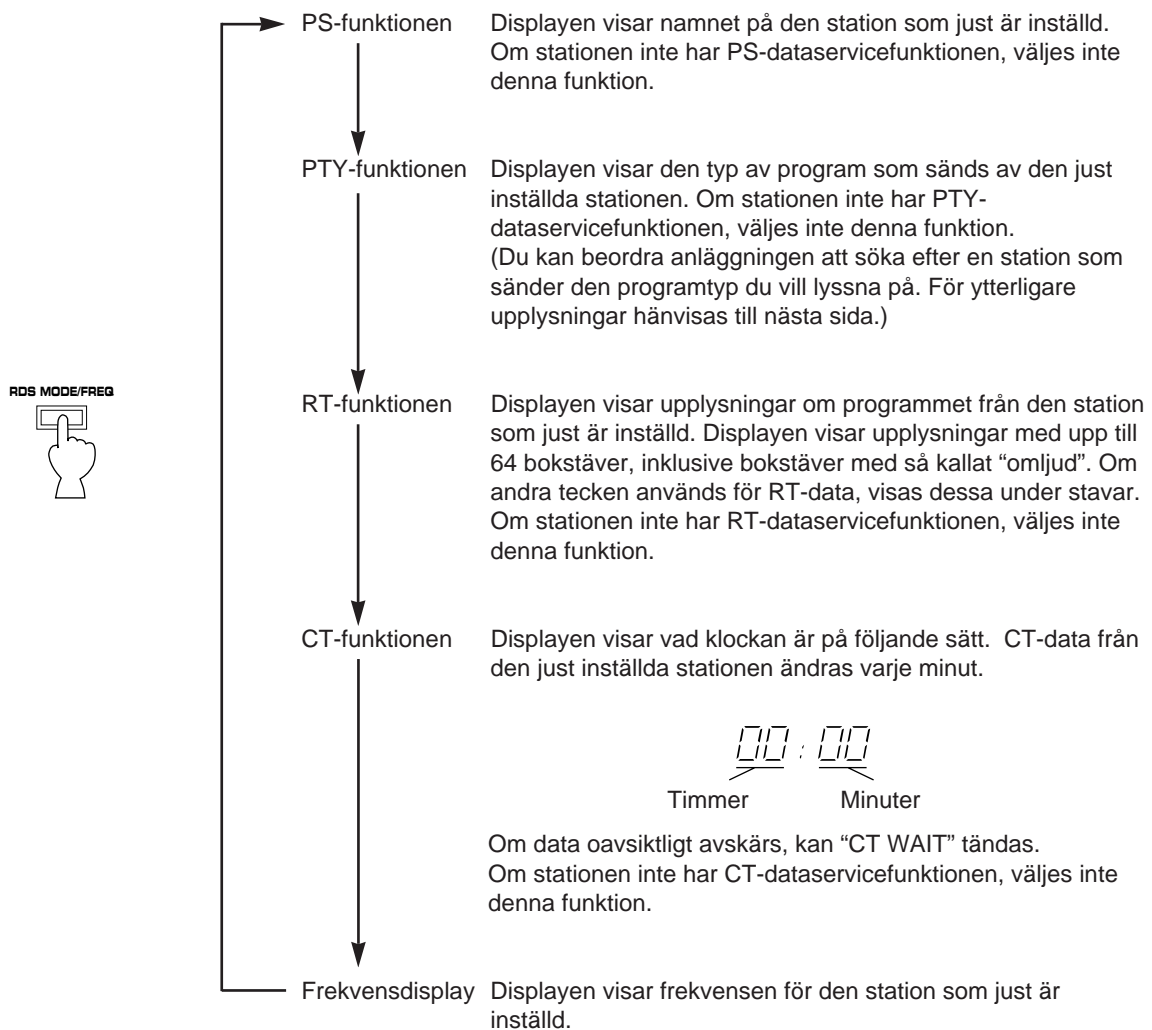 PS-funktionen Displayen visar namnet på den station som just är inställd.
Om stationen inte har PS-dataservicefunktionen, väljes inte
denna funktion.
PTY-funktionen Displayen visar den typ av program som sänds av den just
inställda stationen. Om stationen inte har PTY-
dataservicefunktionen, väljes inte denna funktion.
(Du kan beordra anläggningen att söka efter en station som
sänder den programtyp du vill lyssna på. För ytterligare
upplysningar hänvisas till nästa sida.)
RDS MODE/FREQ
RT-funktionen Displayen visar upplysningar om programmet från den station
som just är inställd. Displayen visar upplysningar med upp till
64 bokstäver, inklusive bokstäver med så kallat “omljud”. Om
andra tecken används för RT-data, visas dessa under stavar.
Om stationen inte har RT-dataservicefunktionen, väljes inte
denna funktion.
CT-funktionen Displayen visar vad klockan är på följande sätt. CT-data från
den just inställda stationen ändras varje minut.
00 : 00
Timmer Minuter
Om data oavsiktligt avskärs, kan “CT WAIT” tändas.
Om stationen inte har CT-dataservicefunktionen, väljes inte
denna funktion.
Frekvensdisplay Displayen visar frekvensen för den station som just är
inställd.